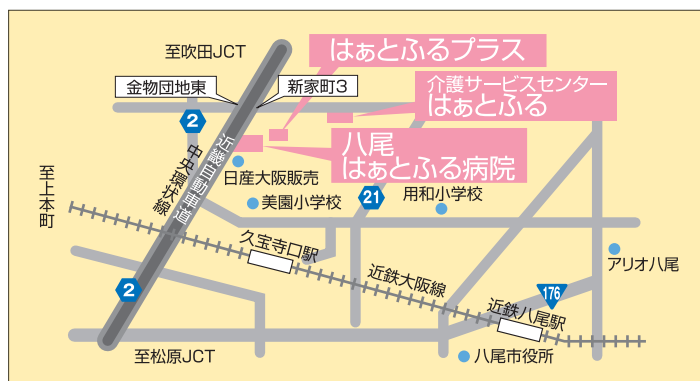 至吹田JCT
はぁとふるプラス
金物団地東
新家町3
介護サービスセンター
はぁとふる
2
八尾
はぁとふる病院
近畿自動車道
中央環状線
日産大阪販売
至上本町
美園小学校
21
用和小学校
久宝寺口駅
アリオ八尾
近鉄大阪線
2
176
近鉄八尾駅
至松原JCT
八尾市役所